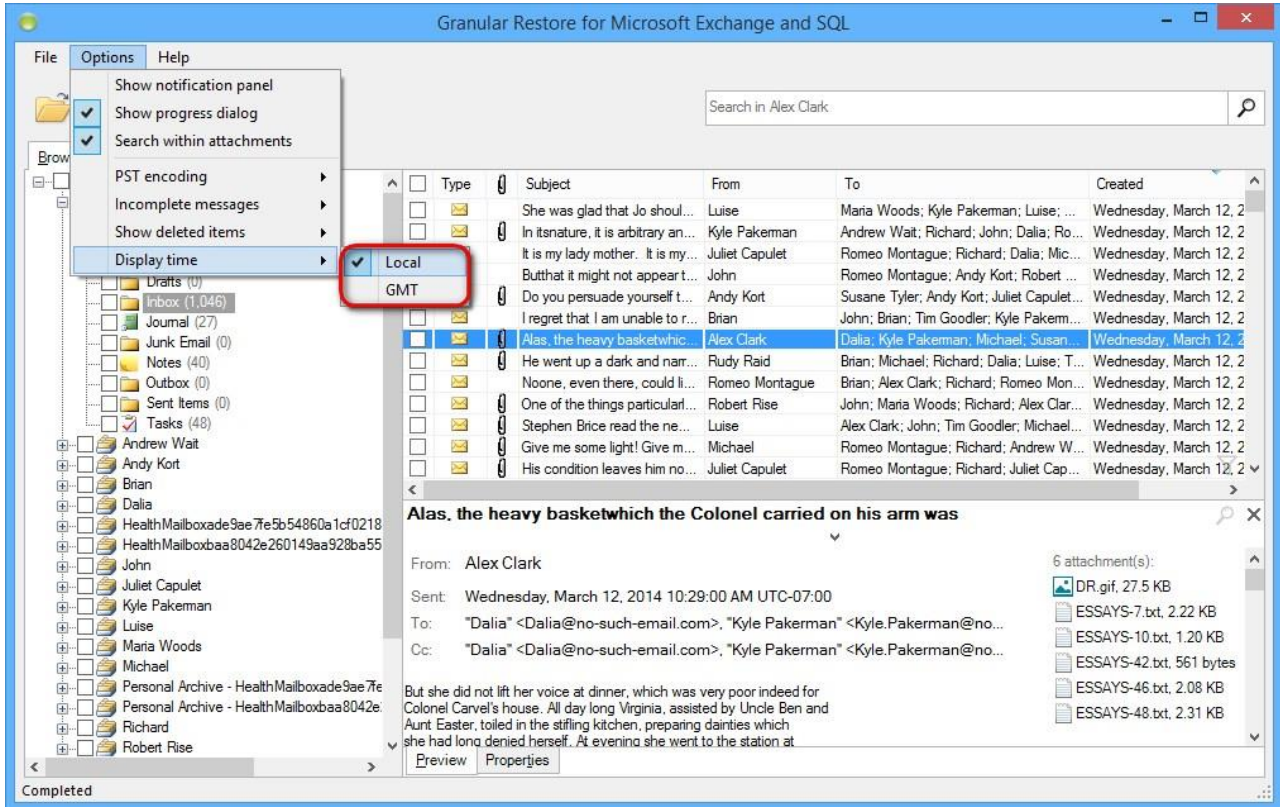 Granular Restore for Microsoft Exchange and SQL
File Options Help
Show notification panel
Show progress dialog
Search within attachments
PST encoding
Incomplete messages
Show deleted items
Display time
Local
GMT
Search in Alex Clark
Drafts (0)
Inbox (1,046)
Journal (27)
Junk Email (0)
Notes (40)
Outbox (0)
Sent Items (0)
Tasks (48)
Andrew Wait
Andy Kort
Brian
Dalia
HealthMailboxade9ae7fe5b54860a1cf0218
HealthMailboxbaa8042e260149aa928ba55
John
Juliet Capulet
Kyle Pakerman
Luise
Maria Woods
Michael
Personal Archive - HealthMailboxade9ae7fe
Personal Archive - HealthMailboxbaa8042e
Richard
Robert Rise
Type Subject From To Created
She was glad that Jo shoul... Luise Maria Woods; Kyle Pakerman; Luise; ... Wednesday, March 12, 2
In itsnature, it is arbitrary an... Kyle Pakerman Andrew Wait; Richard; John; Dalia; Ro... Wednesday, March 12, 2
It is my lady mother. It is my... Juliet Capulet Romeo Montague; Richard; Dalia; Mic... Wednesday, March 12, 2
Butthat it might not appear t... John Romeo Montague; Andy Kort; Robert ... Wednesday, March 12, 2
Do you persuade yourself t... Andy Kort Susane Tyler; Andy Kort; Juliet Capulet... Wednesday, March 12, 2
I regret that I am unable to r... Brian John; Brian; Tim Goodler; Kyle Pakerm... Wednesday, March 12, 2
Alas, the heavy basketwhic... Alex Clark Dalia; Kyle Pakerman; Michael; Susan... Wednesday, March 12, 2
He went up a dark and narr... Rudy Raid Brian; Michael; Richard; Dalia; Luise; T... Wednesday, March 12, 2
Noone, even there, could li... Romeo Montague Brian; Alex Clark; Richard; Romeo Mon... Wednesday, March 12, 2
One of the things particularl... Robert Rise John; Maria Woods; Richard; Alex Clar... Wednesday, March 12, 2
Stephen Brice read the ne... Luise Alex Clark; John; Tim Goodler; Michael... Wednesday, March 12, 2
Give me some light! Give m... Michael Romeo Montague; Richard; Andrew W... Wednesday, March 12, 2
His condition leaves him no... Juliet Capulet Romeo Montague; Richard; Juliet Cap... Wednesday, March 12, 2
Alas, the heavy basketwhich the Colonel carried on his arm was
From: Alex Clark
Sent: Wednesday, March 12, 2014 10:29:00 AM UTC-07:00
To: "Dalia" <Dalia@no-such-email.com>, "Kyle Pakerman" <Kyle.Pakerman@no...
Cc: "Dalia" <Dalia@no-such-email.com>, "Kyle Pakerman" <Kyle.Pakerman@no...
6 attachment(s):
DR.gif, 27.5 KB
ESSAYS-7.txt, 2.22 KB
ESSAYS-10.txt, 1.20 KB
ESSAYS-42.txt, 561 bytes
ESSAYS-46.txt, 2.08 KB
ESSAYS-48.txt, 2.31 KB
But she did not lift her voice at dinner, which was very poor indeed for
Colonel Carvel's house. All day long Virginia, assisted by Uncle Ben and
Aunt Easter, toiled in the stifling kitchen, preparing dainties which
she had long denied herself. At evening she went to the station at
Preview Properties
Completed